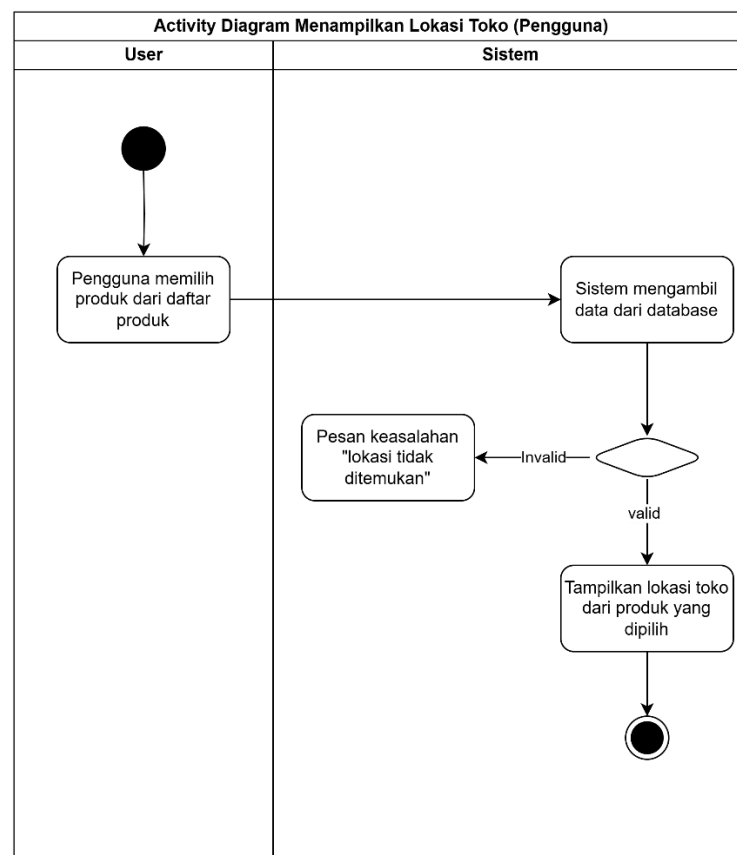 Activity Diagram Menampilkan Lokasi Toko (Pengguna)
User
Sistem
Pengguna memilih
produk dari daftar
produk
Sistem mengambil
data dari database
Pesan keasalahan
"lokasi tidak
ditemukan"
Invalid
valid
Tampilkan lokasi toko
dari produk yang
dipilih